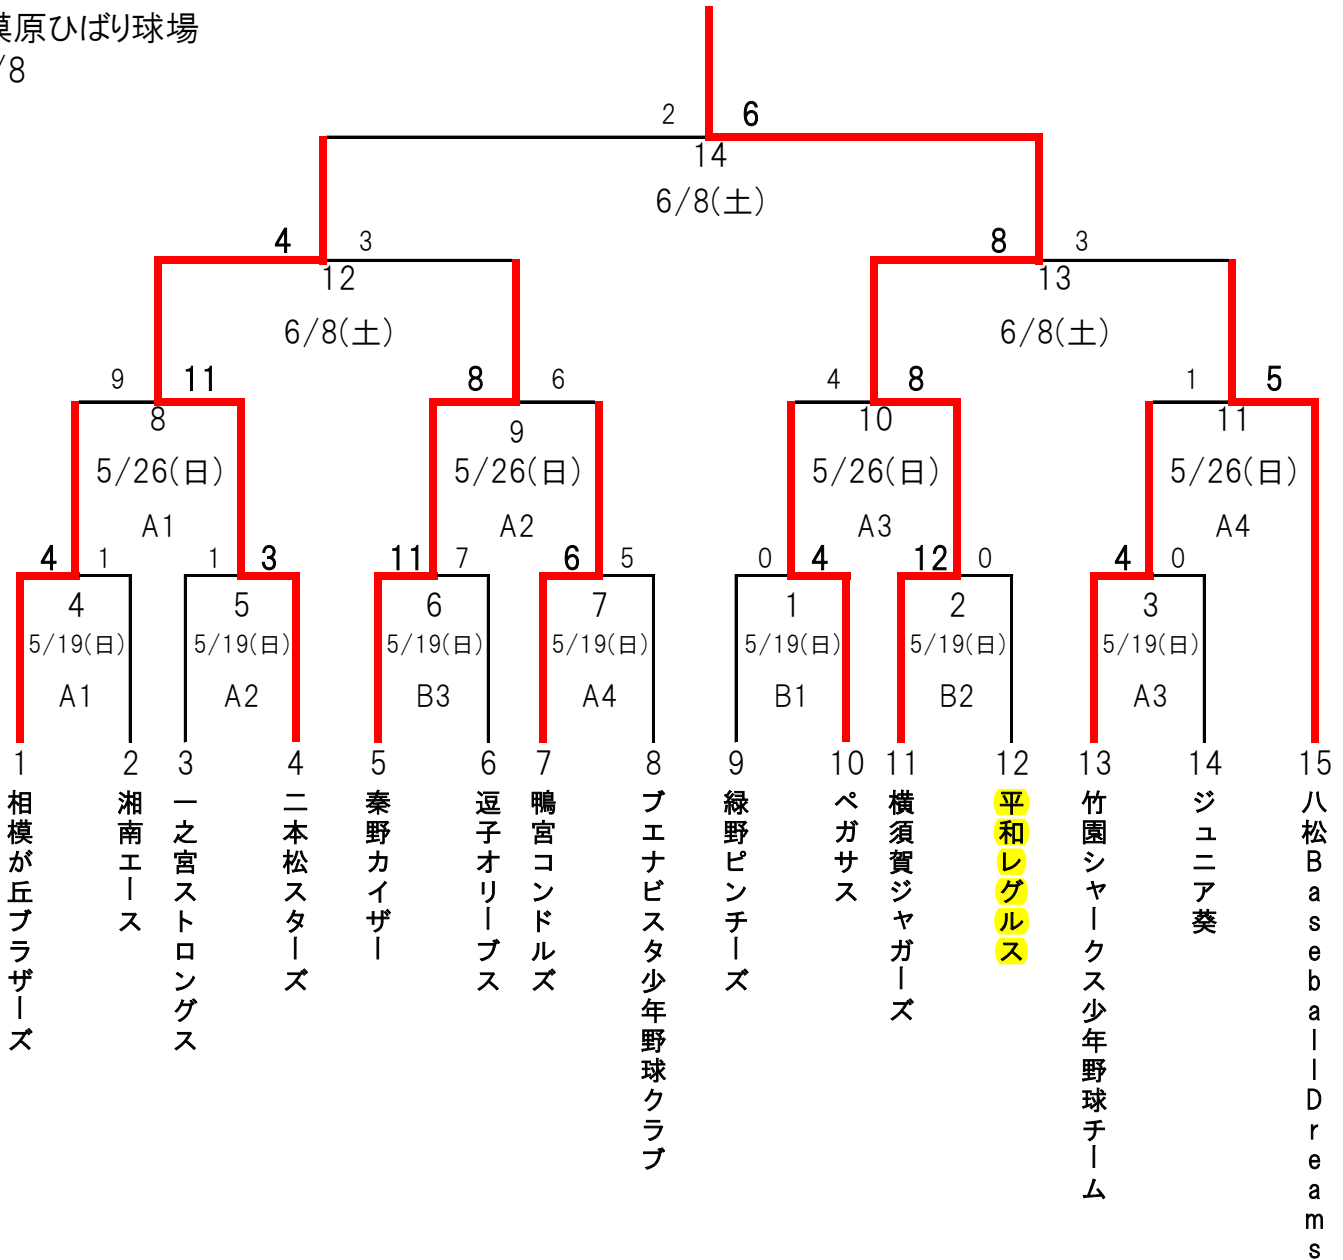 原ひばり球場
/8
2 6
14
6/8(土)
4 3 8 3
12 13
6/8(土) 6/8(土)
9 11 8 6 4 8 1 5
8 9 10 11
5/26(日) 5/26(日) 5/26(日) 5/26(日)
A1 A2 A3 A4
4 1 1 3 11 7 6 5 0 4 12 0 4 0
4 5 6 7 1 2 3
5/19(日) 5/19(日) 5/19(日) 5/19(日) 5/19(日) 5/19(日) 5/19(日)
A1 A2 B3 A4 B1 B2 A3
1 2 3 4 5 6 7 8 9 10 11 12 13 14 15
相模が丘ブラザーズ
湘南エース
一之宮ストロングス
二本松スターズ
秦野カイザー
逗子オリーブス
鴨宮コンドルズ
ブエナビスタ少年野球クラブ
緑野ピンチーズ
ペガサス
横須賀ジャガーズ
平和レグルス
竹園シャークス少年野球チーム
ジュニア葵
八松BaseballDreams